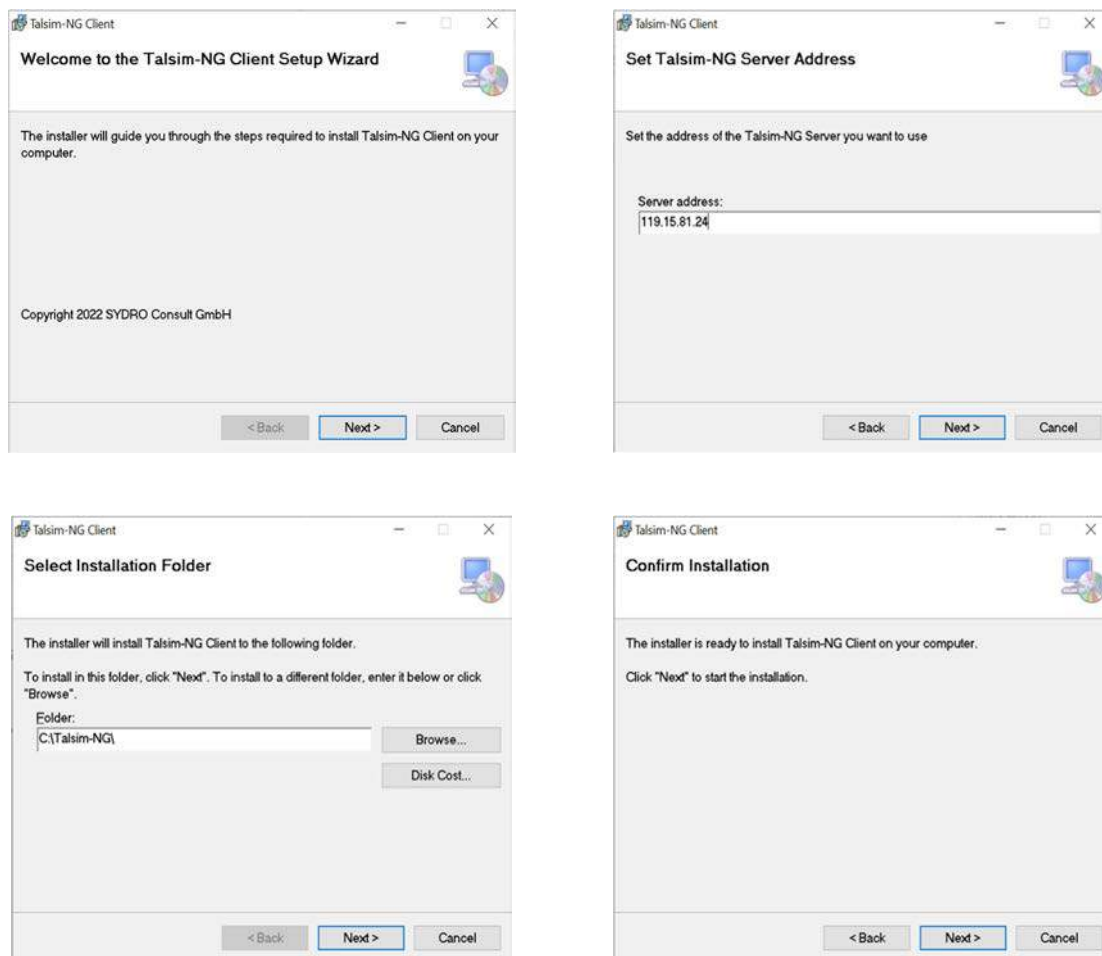 Talsim-NG Client
Welcome to the Talsim-NG Client Setup Wizard
The installer will guide you through the steps required to install Talsim-NG Client on your
computer.
Copyright 2022 SYDRO Consult GmbH
< Back
Next >
Cancel
Talsim-NG Client
Set Talsim-NG Server Address
Set the address of the Talsim-NG Server you want to use
Server address:
119.15.81.24
< Back
Next >
Cancel
Talsim-NG Client
Select Installation Folder
The installer will install Talsim-NG Client to the following folder.
To install in this folder, click "Next". To install to a different folder, enter it below or click
"Browse".
Folder:
C:\Talsim-NG\
Browse...
Disk Cost...
< Back
Next >
Cancel
Talsim-NG Client
Confirm Installation
The installer is ready to install Talsim-NG Client on your computer.
Click "Next" to start the installation.
< Back
Next >
Cancel